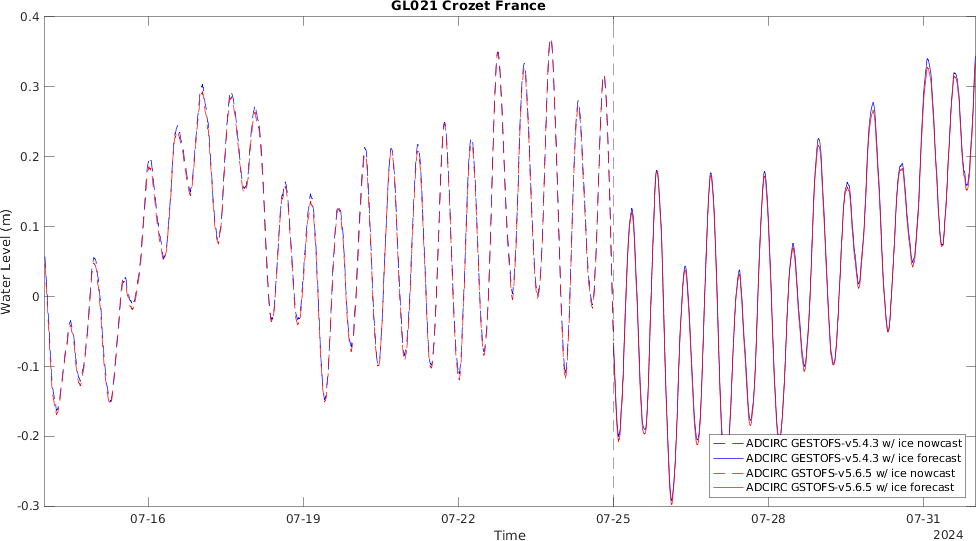 GL021 Crozet France
0.4
0.3
0.2
0.1
0
-0.1
-0.2
-0.3
Water Level (m)
ADCIRC GESTOFS-v5.4.3 w/ ice nowcast
ADCIRC GESTOFS-v5.4.3 w/ ice forecast
ADCIRC GSTOFS-v5.6.5 w/ ice nowcast
ADCIRC GSTOFS-v5.6.5 w/ ice forecast
07-16 07-19 07-22 07-25 07-28 07-31
Time
2024